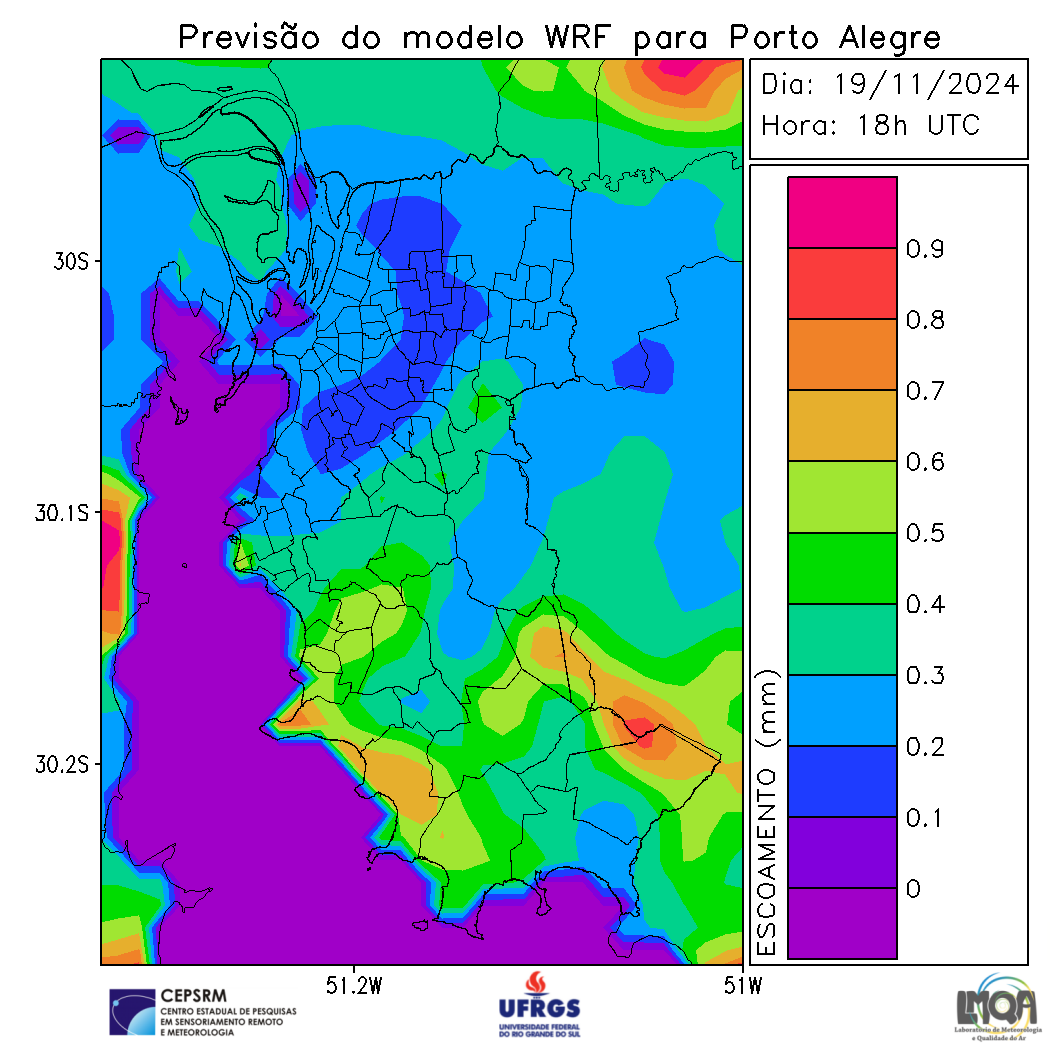 Previsão do modelo WRF para Porto Alegre
Dia: 19/11/2024
Hora: 18h UTC
30S
30.1S
30.2S
51.2W
51W
ESCOAMENTO (mm)
0.9
0.8
0.7
0.6
0.5
0.4
0.3
0.2
0.1
0
CEPSRM
CENTRO ESTADUAL DE PESQUISAS
EM SENSORIAMENTO REMOTO
E METEOROLOGIA
UFRGS
UNIVERSIDADE FEDERAL
DO RIO GRANDE DO SUL
LMQA
Laboratório de Meteorologia
e Qualidade do Ar